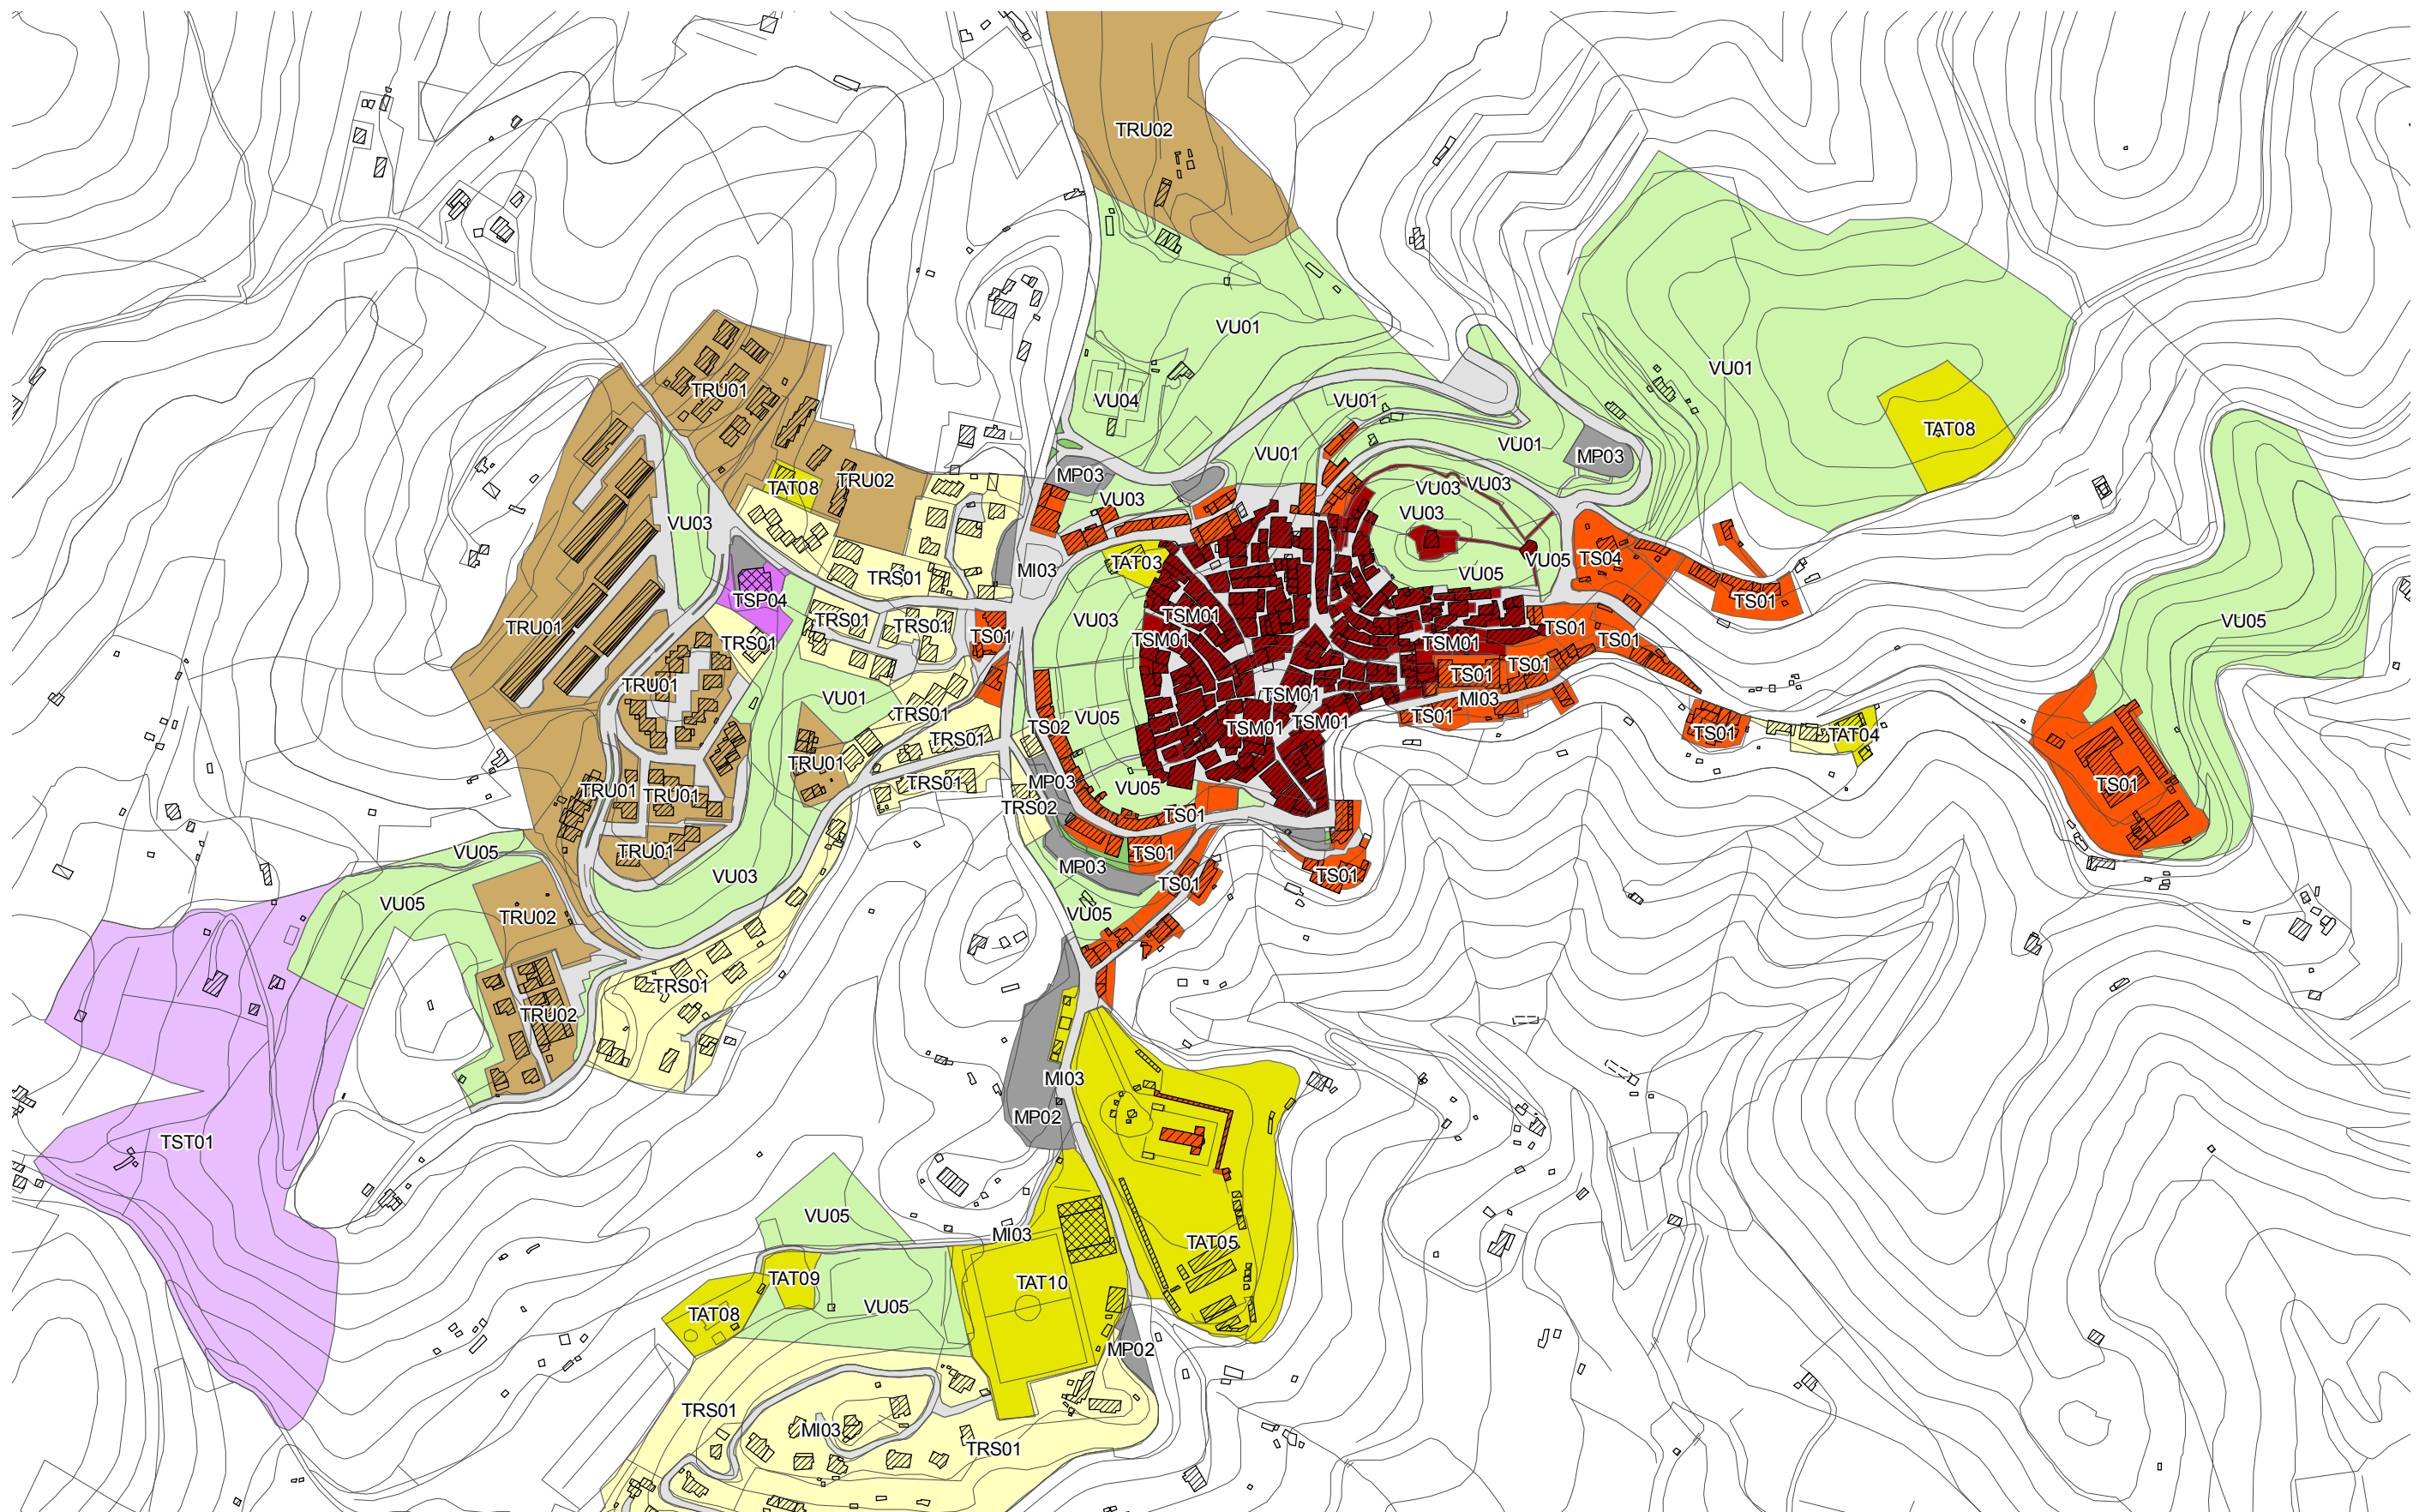 TRU02
VU01
VU01
TRU01
VU04
VU01
TAT08
VU01
VU01
MP03
MP03
TRU02
TAT08
VU03
VU03
VU03
VU03
VU03
TS04
TAT03
VU05
MI03
VU05
TRS01
TSP04
TS01
TSM01
VU03
TRS01
TRS01
VU05
TRU01
TS01
TS01
TSM01
TS01
TRS01
TSM01
TS01
TS01
TRU01
TSM01
VU01
MI03
TRS01
VU05
TS01
TSM01
TS02
TSM01
TS01
TAT04
TRS01
TRU01
TRS01
MP03
TS01
VU05
TRU01
TRU01
TRS02
TS01
TRU01
VU05
TS01
MP03
VU03
TS01
TS01
VU05
VU05
TRU02
TRS01
TRU02
MI03
MP02
TST01
VU05
MI03
TAT05
TAT09
TAT10
VU05
TAT08
MP02
TRS01
MI03
TRS01